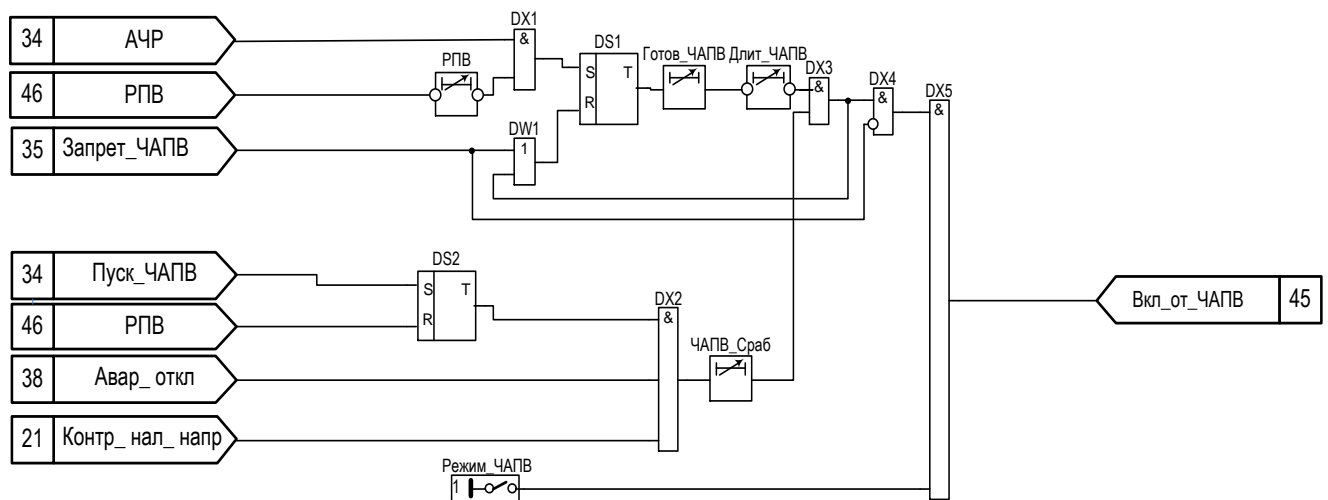 34 АЧР
46 РПВ
35 Запрет_ЧАПВ
РПВ
DX1
&
DS1
S T
R
DW1
1
Готов_ЧАПВ
Длит_ЧАПВ
DX3
&
DX4
&
DX5
&
34 Пуск_ЧАПВ
46 РПВ
38 Авар_ откл
21 Контр_ нал_ напр
DS2
S T
R
DX2
&
ЧАПВ_Сраб
Режим_ЧАПВ
1
Вкл_от_ЧАПВ 45